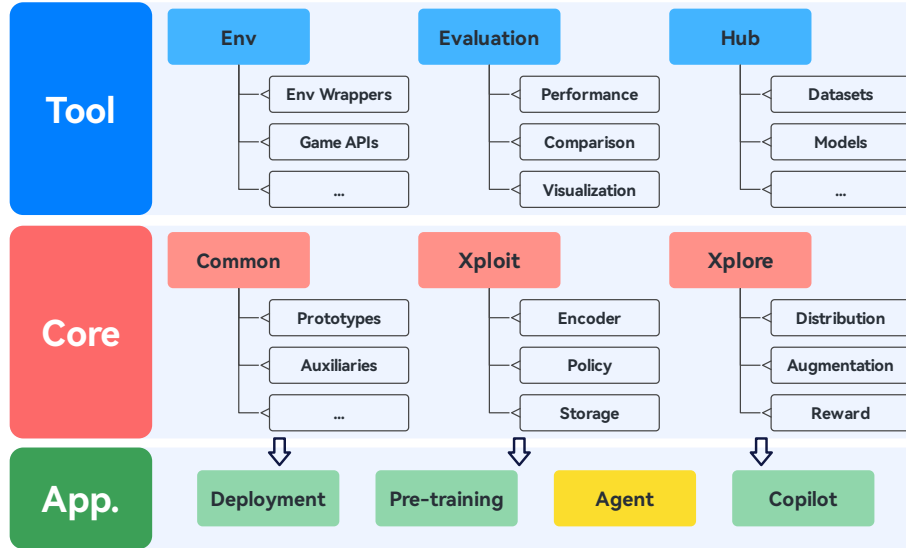 Tool
Env
Env Wrappers
Game APIs
...
Evaluation
Performance
Comparison
Visualization
Hub
Datasets
Models
...
Core
Common
Prototypes
Auxiliaries
...
Xploit
Encoder
Policy
Storage
Xplore
Distribution
Augmentation
Reward
App.
Deployment
Pre-training
Agent
Copilot